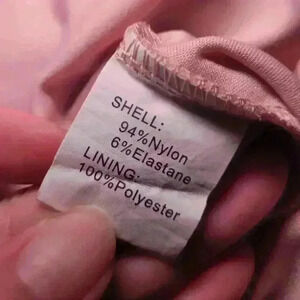 SHELL:
94%Nylon
6%Elastane
LINING:
100%Polyester